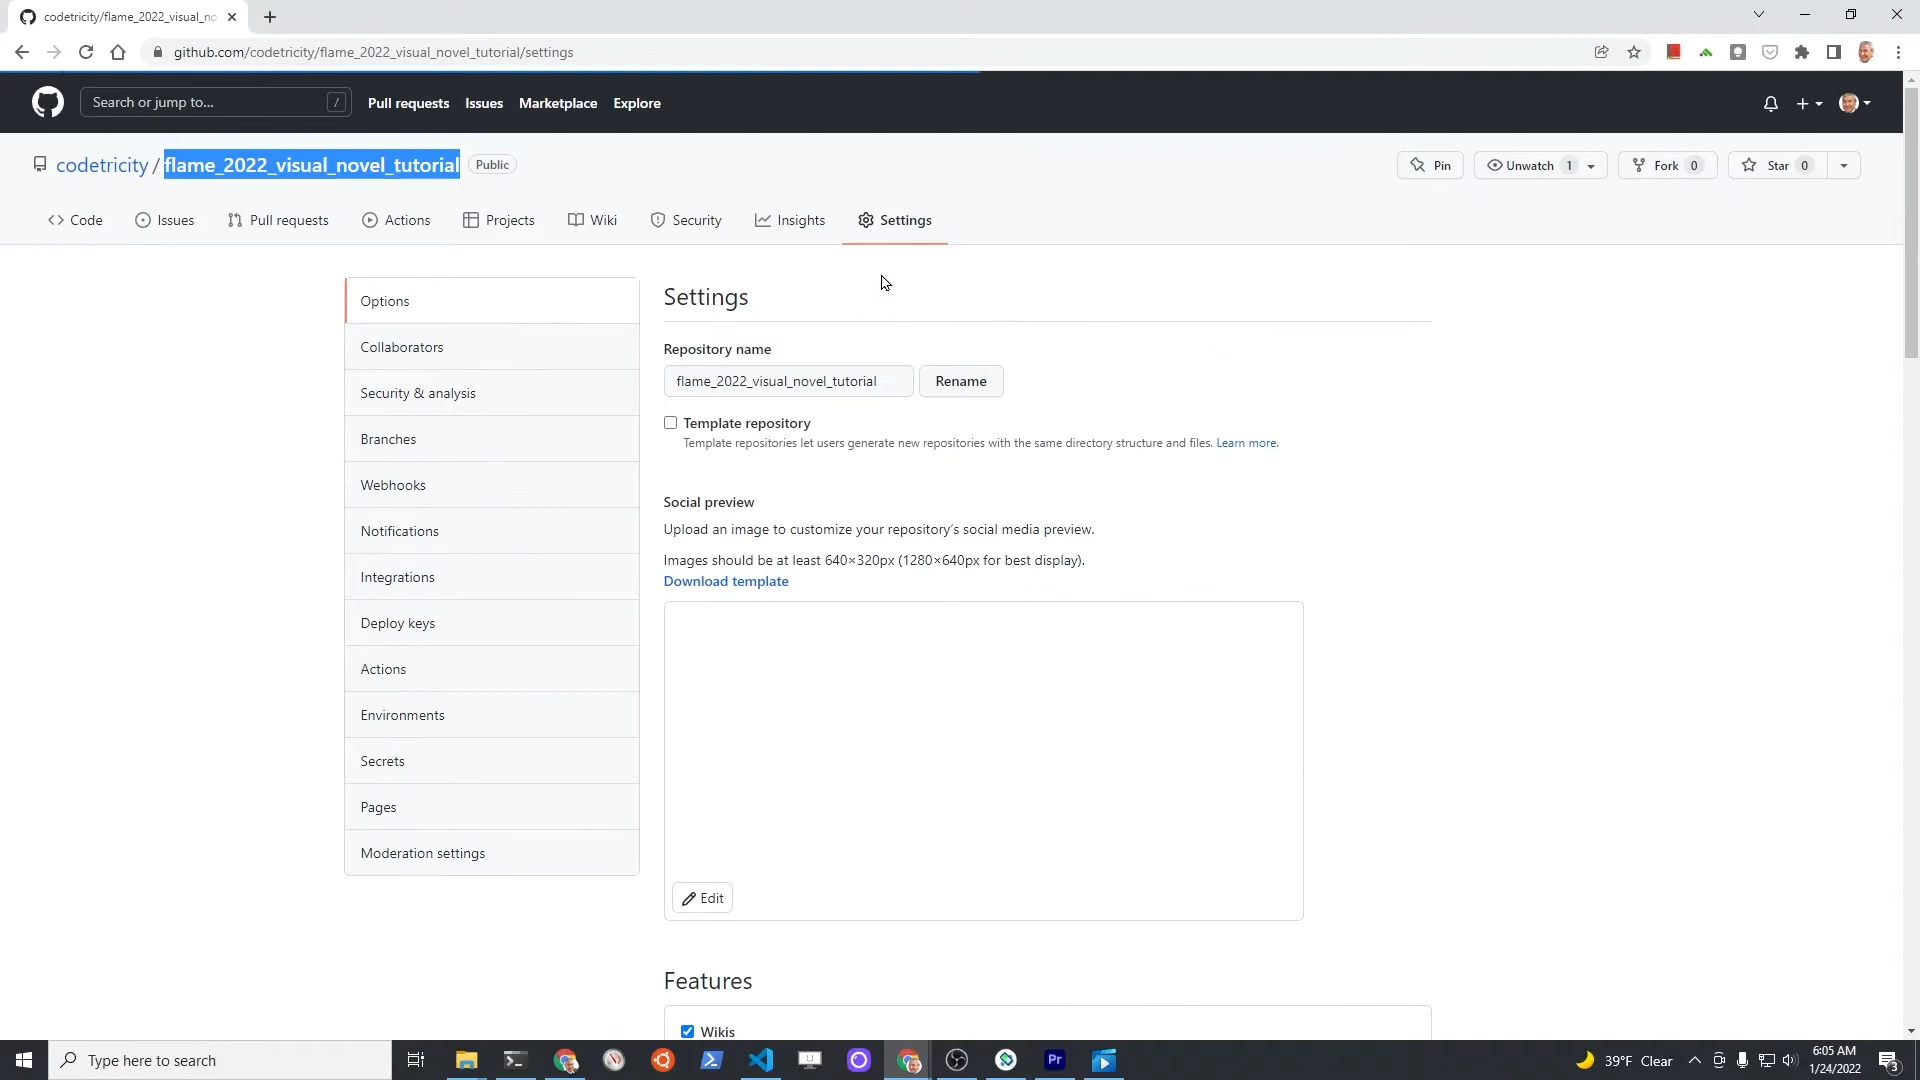 codetricity/flame_2022_visual_no
github.com/codetricity/flame_2022_visual_novel_tutorial/settings
Search or jump to... /
Pull requests Issues Marketplace Explore
codetricity / flame_2022_visual_novel_tutorial Public
Pin Unwatch 1 Fork 0 Star 0
Code Issues Pull requests Actions Projects Wiki Security Insights Settings
Options
Collaborators
Security & analysis
Branches
Webhooks
Notifications
Integrations
Deploy keys
Actions
Environments
Secrets
Pages
Moderation settings
Settings
Repository name
flame_2022_visual_novel_tutorial Rename
Template repository
Template repositories let users generate new repositories with the same directory structure and files. Learn more.
Social preview
Upload an image to customize your repository's social media preview.
Images should be at least 640×320px (1280×640px for best display).
Download template
Edit
Features
Wikis
Type here to search
Pr
39°F Clear
6:05 AM
1/24/2022
3